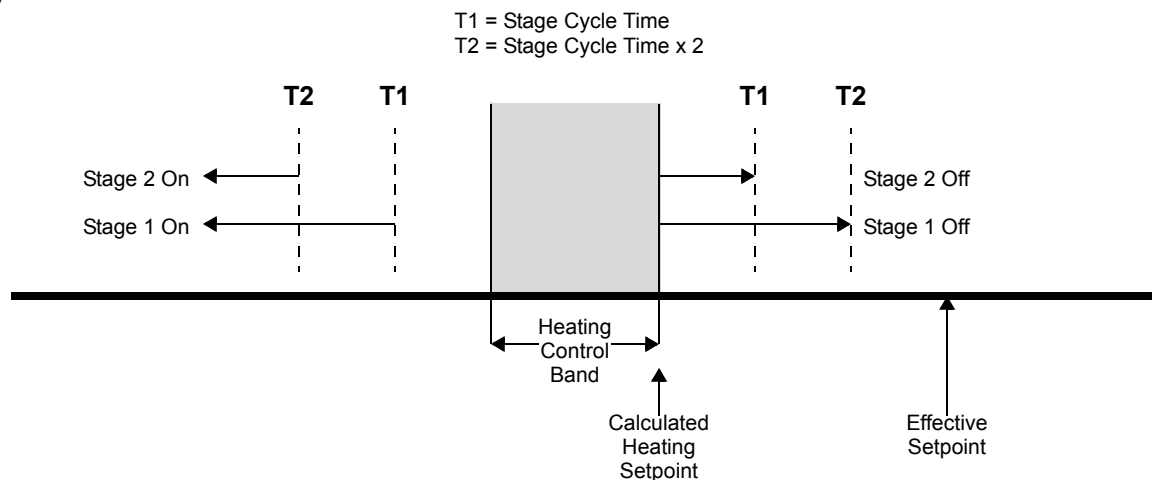 T1 = Stage Cycle Time
T2 = Stage Cycle Time x 2
T2 T1 T1 T2
Stage 2 On Stage 2 Off
Stage 1 On Stage 1 Off
Heating
Control
Band
Calculated
Heating
Setpoint
Effective
Setpoint